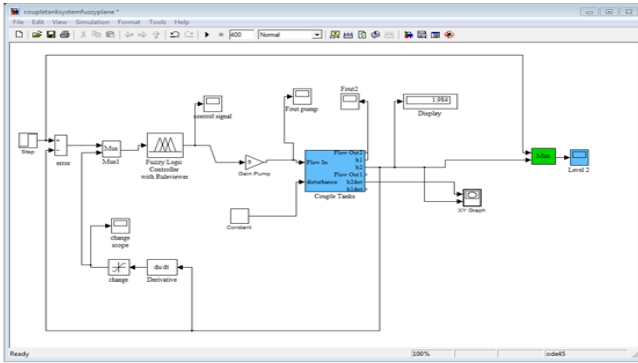 coupletanksystemfuzzyplane *
File Edit View Simulation Format Tools Help
400 Normal
Step
error
Mux
Mux1
Fuzzy Logic
Controller
with Ruleviewer
control signal
Gain Pump
Fout pump
Fout2
1.984
Display
Flow In
disturbance
Flow Out2
h1
h2
Flow Out1
h2dot
h1dot
Couple Tanks
Constant
XY Graph
Mux
Level 2
change
scope
change
du/dt
Derivative
Ready
100%
ode45